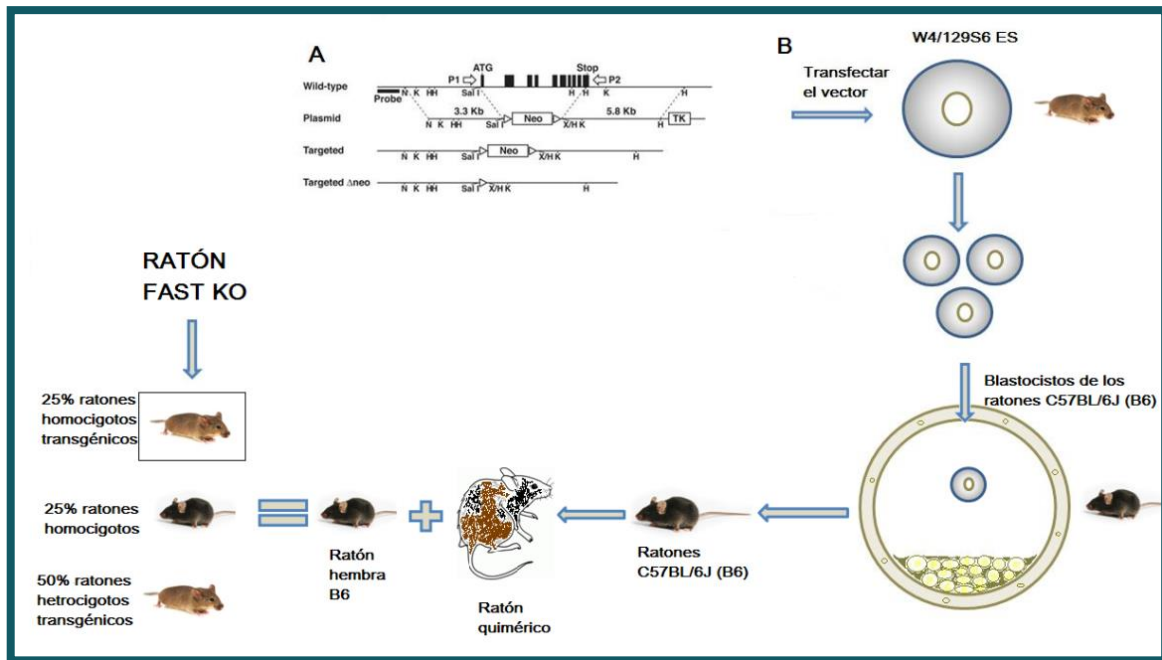 A
ATG
Stop
P1
P2
Wild-type
Probe
N K HH Sal I H H K H
3.3 Kb
5.8 Kb
Plasmid
Neo
TK
N K HH Sal I X/H K H
Targeted
Neo
N K HH Sal I X/H K H
Targeted Δneo
N K HH Sal I X/H K H
B
W4/129S6 ES
Transfectar
el vector
Blastocistos de los
ratones C57BL/6J (B6)
RATÓN
FAST KO
25% ratones
homocigotos
transgénicos
25% ratones
homocigotos
50% ratones
hetrocigotos
transgénicos
Ratón
hembra
B6
Ratón
quimérico
Ratones
C57BL/6J (B6)